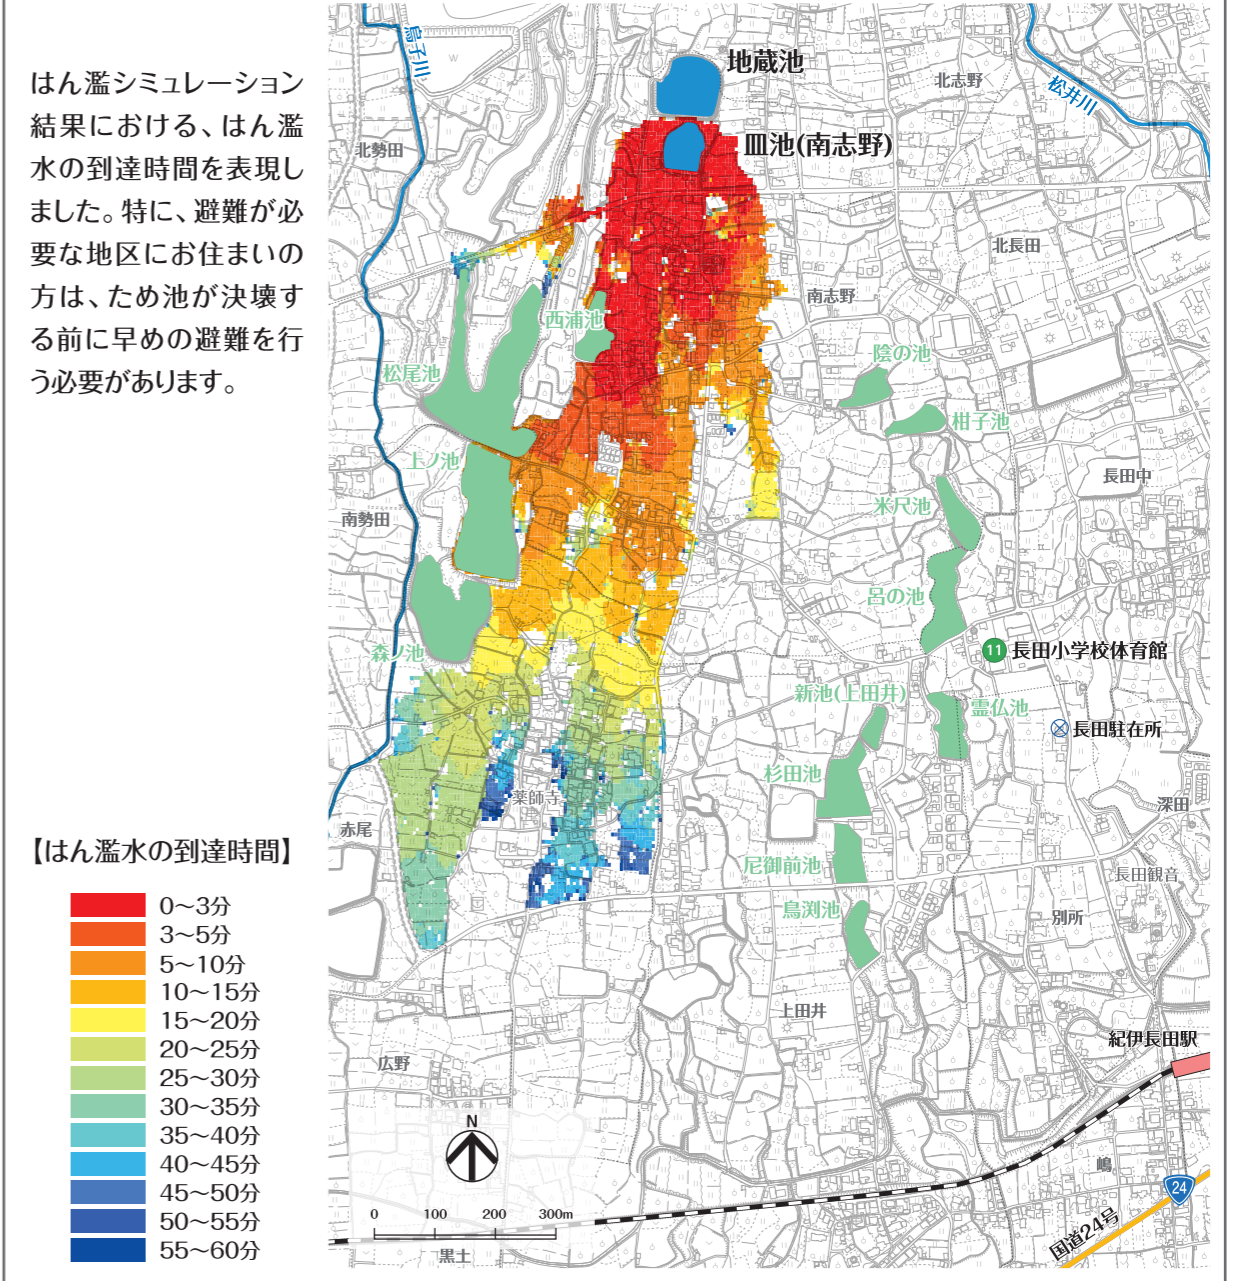 はん濫シミュレーション
結果における、はん濫
水の到達時間を表現し
ました。特に、避難が必
要な地区にお住まいの
方は、ため池が決壊す
る前に早めの避難を行
う必要があります。
烏子川
地蔵池
北志野
松井川
北勢田
皿池(南志野)
北長田
南志野
西浦池
陰の池
松尾池
柑子池
上ノ池
長田中
米尺池
南勢田
呂の池
森ノ池
11
長田小学校体育館
新池(上田井)
霊仏池
長田駐在所
杉田池
薬師寺
深田
赤尾
尼御前池
長田観音
鳥渕池
別所
上田井
紀伊長田駅
広野
嶋
24
国道24号
黒土
N
0 100 200 300m
【はん濫水の到達時間】
0〜3分
3〜5分
5〜10分
10〜15分
15〜20分
20〜25分
25〜30分
30〜35分
35〜40分
40〜45分
45〜50分
50〜55分
55〜60分